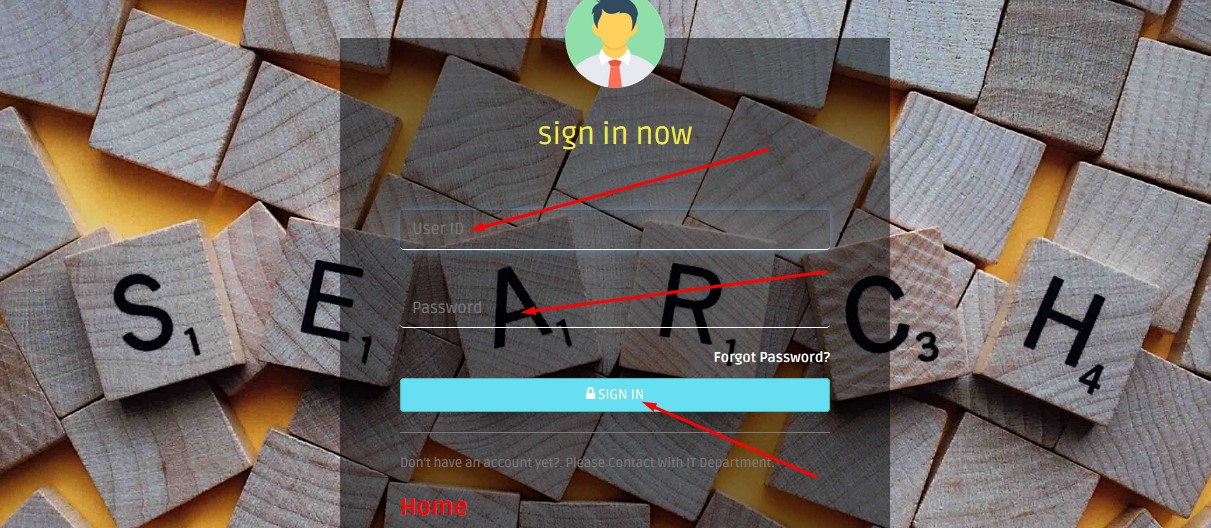 sign in now
User ID
S1 E1 A1 R1 C3 H4
Password
Forgot Password?
SIGN IN
Don't have an account yet?. Please Contact With IT Department.
Home